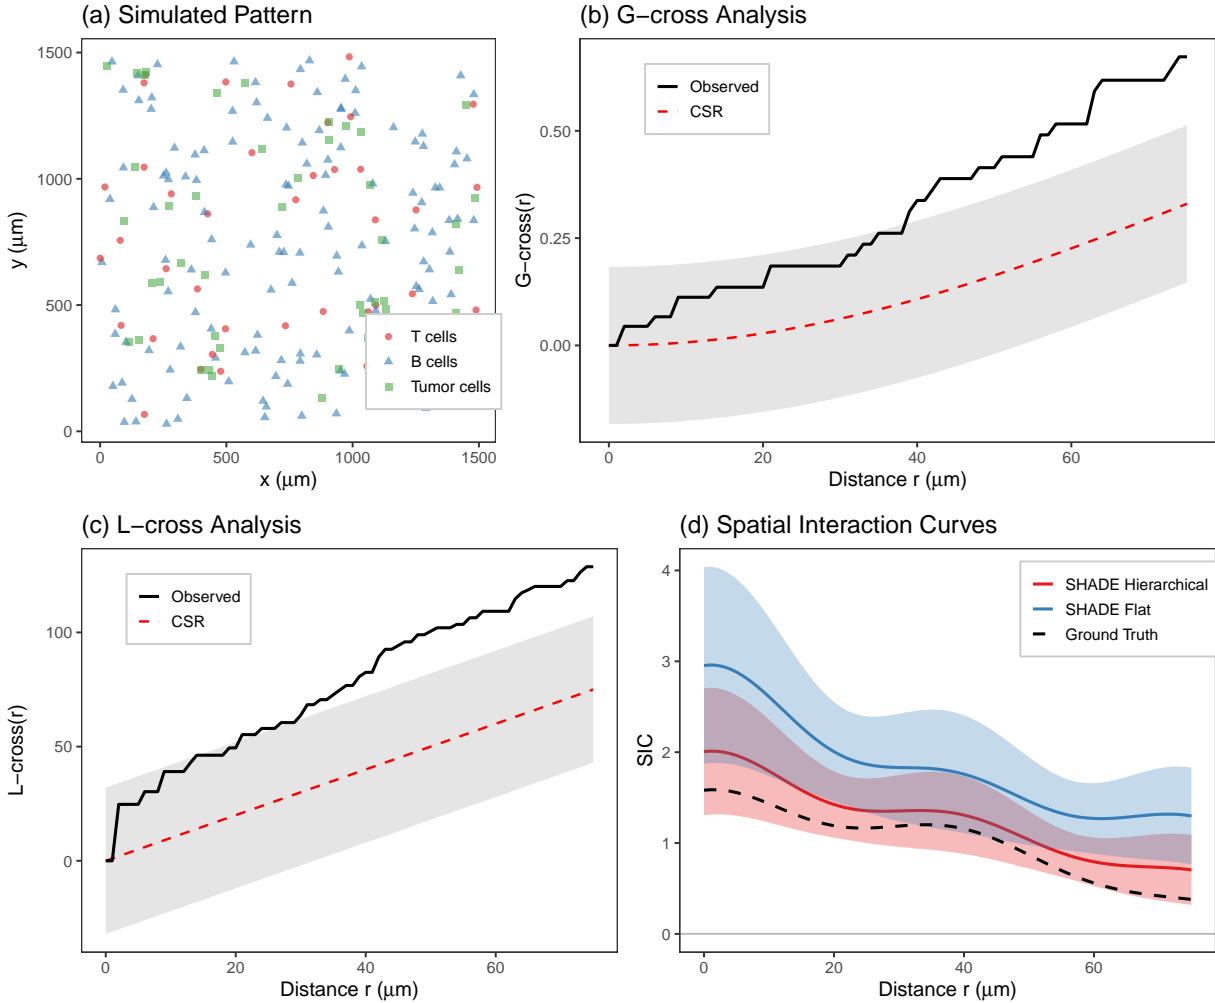 (a) Simulated Pattern
1500
1000
500
0
0
500
1000
1500
y (μm)
x (μm)
T cells
B cells
Tumor cells
(b) G−cross Analysis
0.50
0.25
0.00
0
20
40
60
G−cross(r)
Distance r (μm)
Observed
CSR
(c) L−cross Analysis
100
50
0
0
20
40
60
L−cross(r)
Distance r (μm)
Observed
CSR
(d) Spatial Interaction Curves
4
3
2
1
0
0
20
40
60
SIC
Distance r (μm)
SHADE Hierarchical
SHADE Flat
Ground Truth